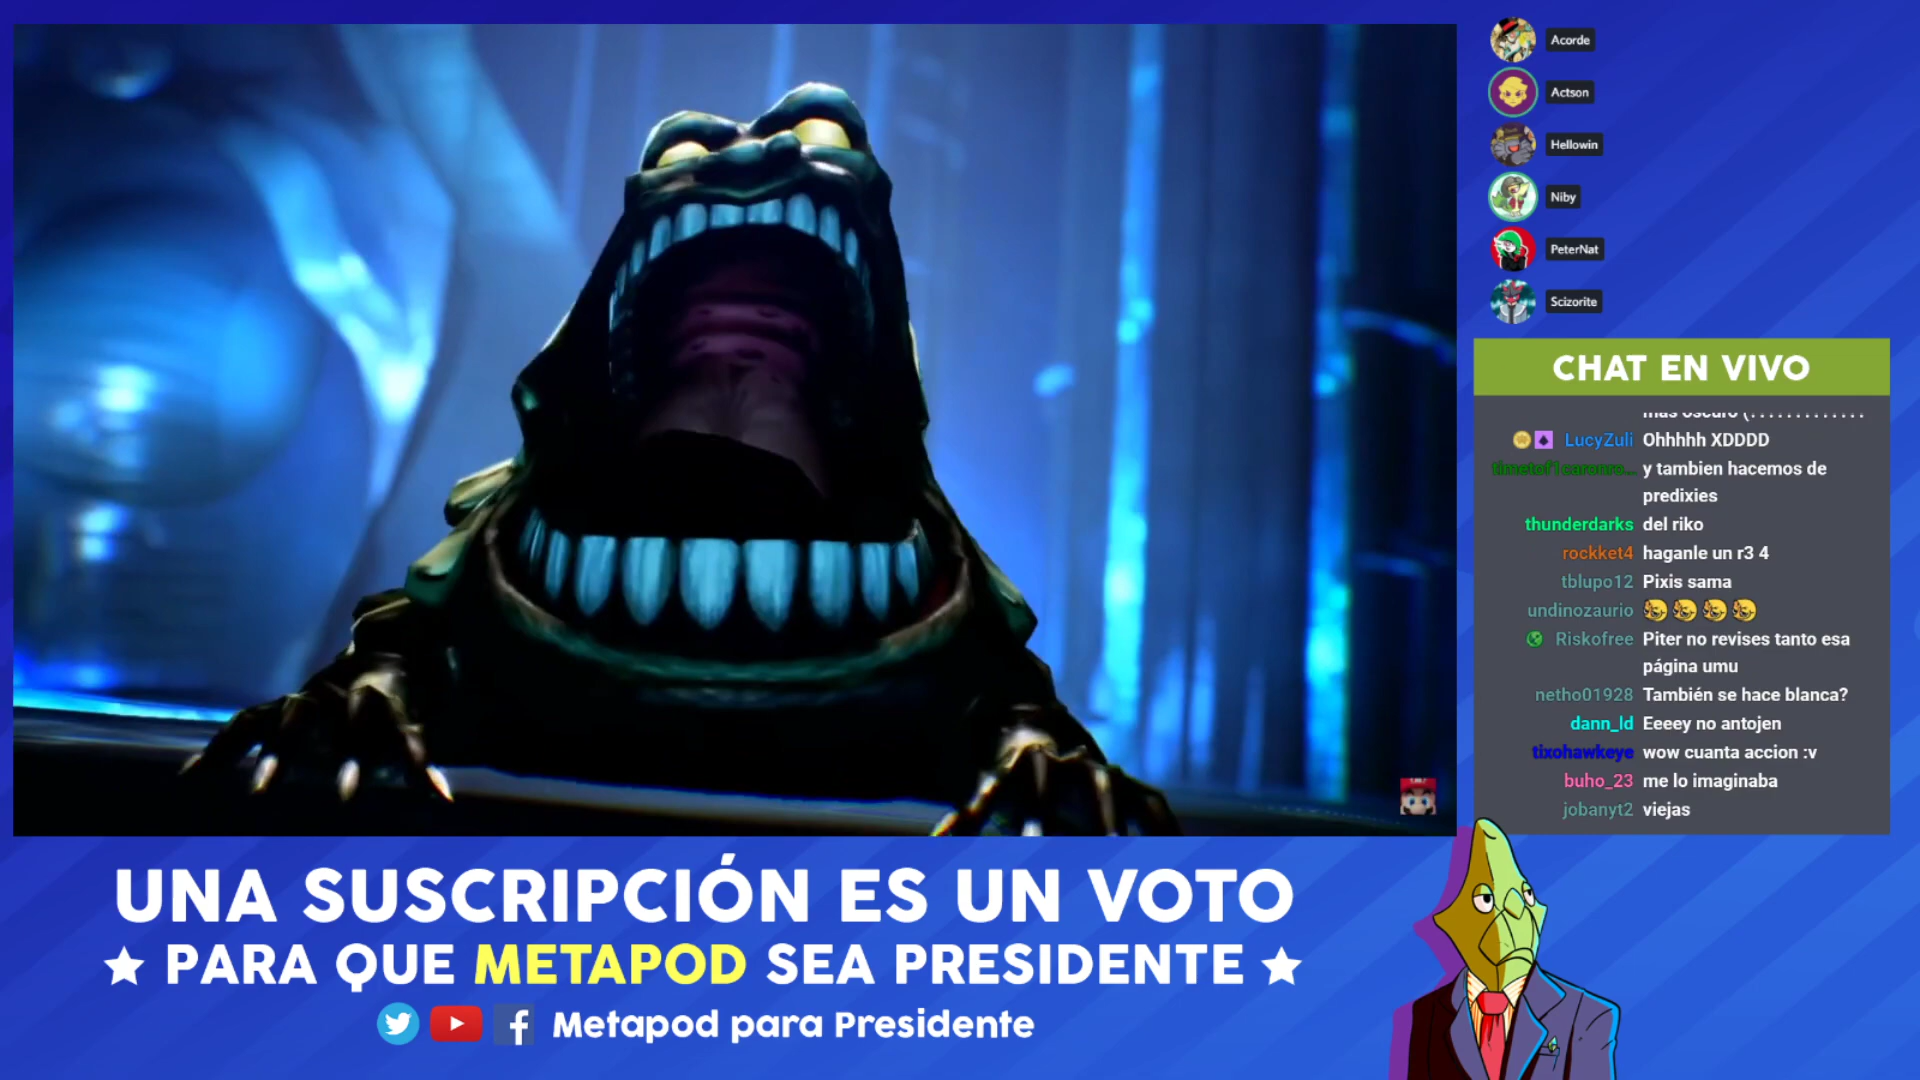 Acorde
Actson
Hellowin
Niby
PeterNat
Scizorite
CHAT EN VIVO
mas oscuro (. . . . . . . . . . . . .
LucyZuli Ohhhhh XDDDD
y tambien hacemos de
predixies
thunderdarks del riko
rockket4 haganle un r3 4
tblupo12 Pixis sama
undinozaurio
Riskofree Piter no revises tanto esa
página umu
netho01928 También se hace blanca?
dann_ld Eeeey no antojen
tixohawkeye wow cuanta accion :v
buho_23 me lo imaginaba
jobanyt2 viejas
UNA SUSCRIPCIÓN ES UN VOTO
PARA QUE METAPOD SEA PRESIDENTE
Metapod para Presidente